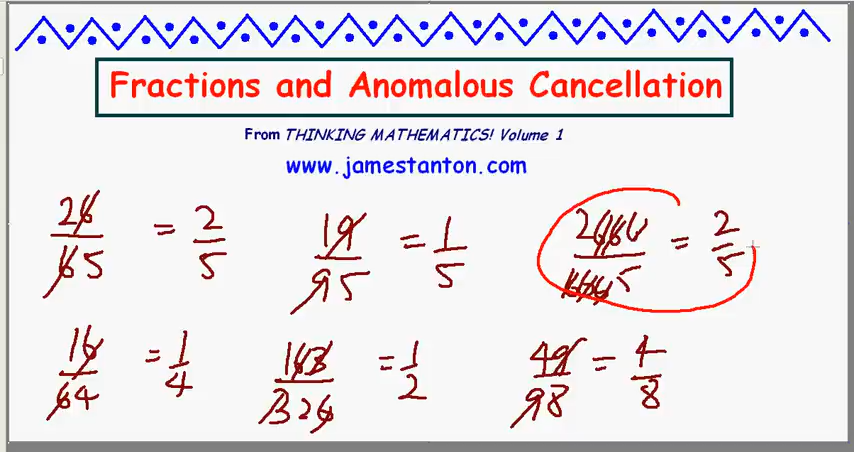 Fractions and Anomalous Cancellation
From THINKING MATHEMATICS! Volume 1
www.jamestanton.com
26/65 = 2/5 19/95 = 1/5 2666/6665 = 2/5
16/64 = 1/4 163/326 = 1/2 49/98 = 4/8